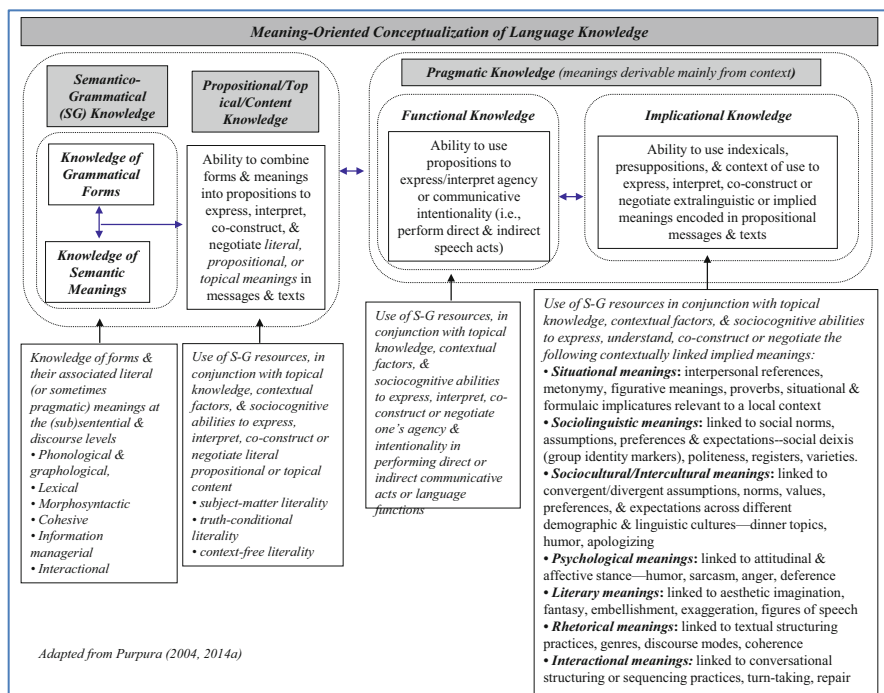 Meaning-Oriented Conceptualization of Language Knowledge
Semantico-
Grammatical
(SG) Knowledge
Propositional/Top
ical/Content
Knowledge
Knowledge of
Grammatical
Forms
Knowledge of
Semantic Meanings
Ability to combine
forms & meanings
into propositions to
express, interpret,
co-construct, &
negotiate literal,
propositional, or
topical meanings in
messages & texts
Pragmatic Knowledge (meanings derivable mainly from context)
Functional Knowledge
Ability to use
propositions to
express/interpret agency
or communicative
intentionality (i.e.,
perform direct & indirect
speech acts)
Implicational Knowledge
Ability to use indexicals,
presuppositions, & context of use to
express, interpret, co-construct or
negotiate extralinguistic or implied
meanings encoded in propositional
messages & texts
Knowledge of forms &
their associated literal
(or sometimes
pragmatic) meanings at
the (sub)sentential &
discourse levels
• Phonological &
graphological,
• Lexical
• Morphosyntactic
• Cohesive
• Information
managerial
• Interactional
Use of S-G resources, in
conjunction with topical
knowledge, contextual
factors, & sociocognitive
abilities to express,
interpret, co-construct or
negotiate literal
propositional or topical
content
• subject-matter literality
• truth-conditional
literality
• context-free literality
Use of S-G resources, in
conjunction with topical
knowledge, contextual
factors, &
sociocognitive abilities
to express, interpret, co-
construct or negotiate
one's agency &
intentionality in
performing direct or
indirect communicative
acts or language
functions
Use of S-G resources in conjunction with topical
knowledge, contextual factors, & sociocognitive abilities
to express, understand, co-construct or negotiate the
following contextually linked implied meanings:
• Situational meanings: interpersonal references,
metonymy, figurative meanings, proverbs, situational &
formulaic implicatures relevant to a local context
• Sociolinguistic meanings: linked to social norms,
assumptions, preferences & expectations--social deixis
(group identity markers), politeness, registers, varieties.
• Sociocultural/Intercultural meanings: linked to
convergent/divergent assumptions, norms, values,
preferences, & expectations across different
demographic & linguistic cultures—dinner topics,
humor, apologizing
• Psychological meanings: linked to attitudinal &
affective stance—humor, sarcasm, anger, deference
• Literary meanings: linked to aesthetic imagination,
fantasy, embellishment, exaggeration, figures of speech
• Rhetorical meanings: linked to textual structuring
practices, genres, discourse modes, coherence
• Interactional meanings: linked to conversational
structuring or sequencing practices, turn-taking, repair
Adapted from Purpura (2004, 2014a)